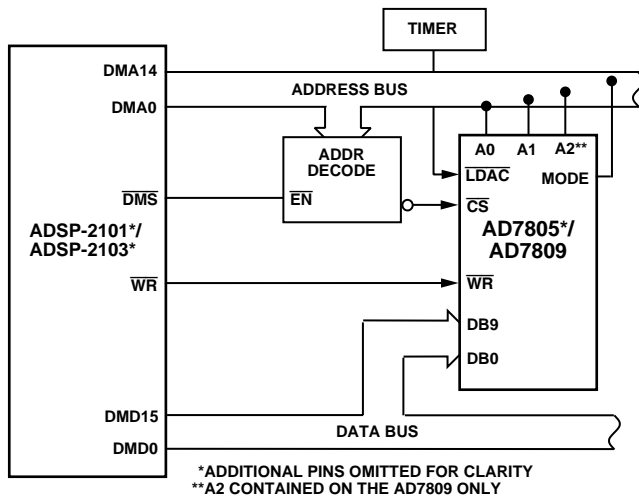 TIMER
DMA14
ADDRESS BUS
DMA0
ADDR
DECODE
A0 A1 A2**
LDAC
MODE
DMS
EN
CS
ADSP-2101*/
ADSP-2103*
AD7805*/
AD7809
WR
WR
DB9
DB0
DMD15
DATA BUS
DMD0
*ADDITIONAL PINS OMITTED FOR CLARITY
**A2 CONTAINED ON THE AD7809 ONLY